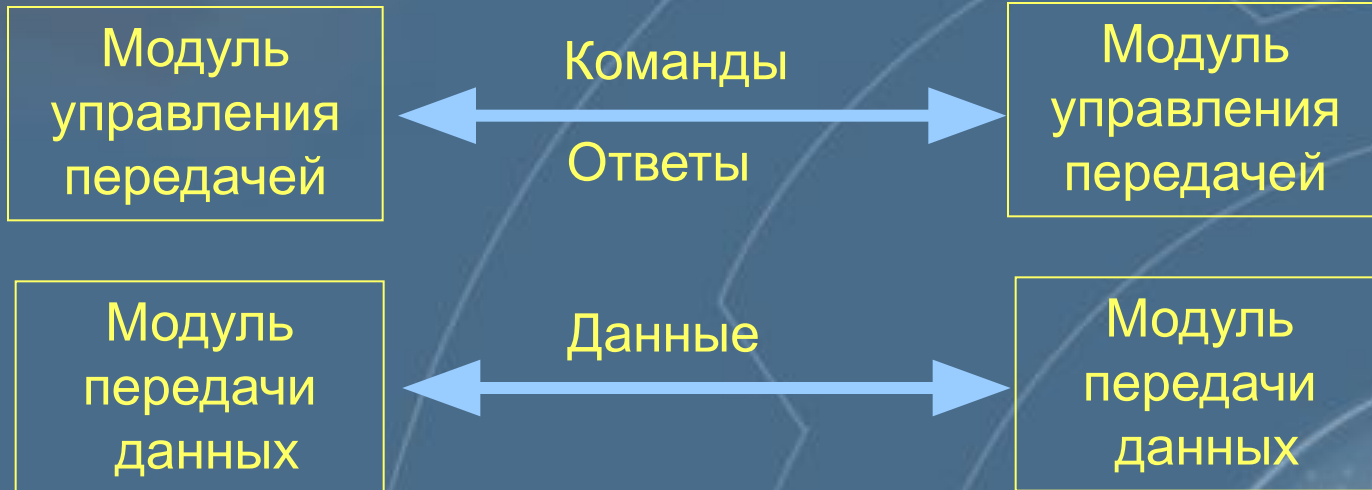 Модуль
управления
передачей
Команды
Ответы
Модуль
управления
передачей
Модуль
передачи
данных
Данные
Модуль
передачи
данных